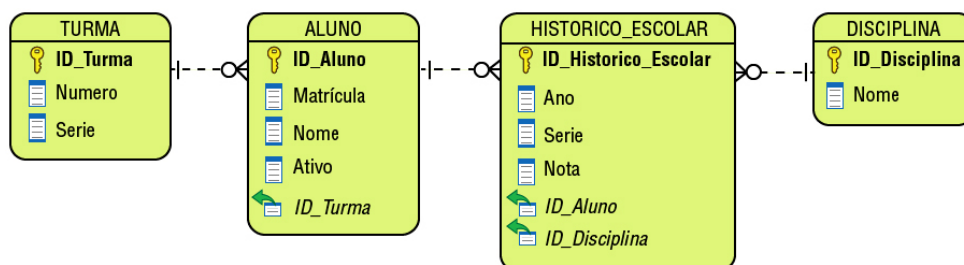 TURMA
ID_Turma
Numero
Serie
ALUNO
ID_Aluno
Matrícula
Nome
Ativo
ID_Turma
HISTORICO_ESCOLAR
ID_Historico_Escolar
Ano
Serie
Nota
ID_Aluno
ID_Disciplina
DISCIPLINA
ID_Disciplina
Nome